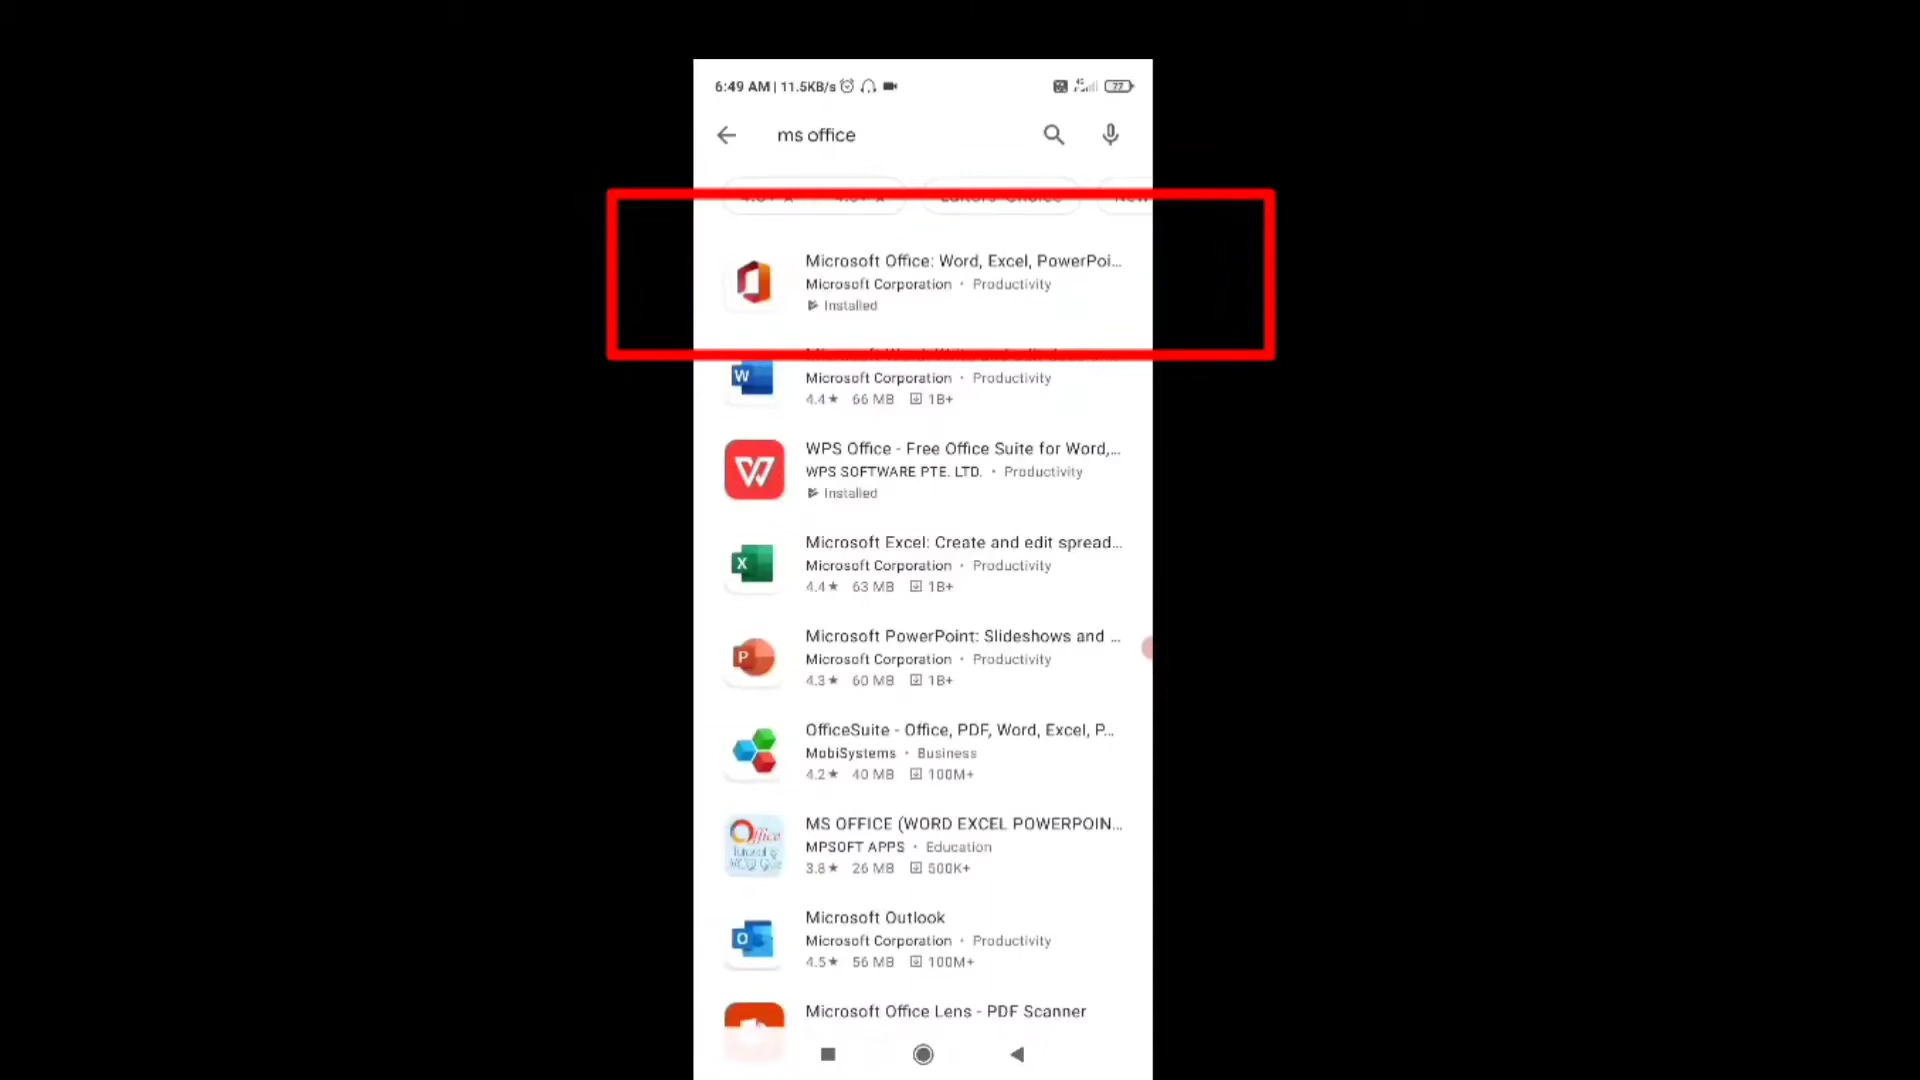 6:49 AM | 11.5KB/s
77
ms office
Editors' Choice
New
Microsoft Office: Word, Excel, PowerPoi...
Microsoft Corporation • Productivity
Installed
W
Microsoft Corporation • Productivity
4.4★ 66 MB 1B+
WPS Office - Free Office Suite for Word,...
WPS SOFTWARE PTE. LTD. • Productivity
Installed
Microsoft Excel: Create and edit spread...
X
Microsoft Corporation • Productivity
4.4★ 63 MB 1B+
Microsoft PowerPoint: Slideshows and ...
P
Microsoft Corporation • Productivity
4.3★ 60 MB 1B+
OfficeSuite - Office, PDF, Word, Excel, P...
MobiSystems • Business
4.2★ 40 MB 100M+
MS OFFICE (WORD EXCEL POWERPOIN...
Office
MPSOFT APPS • Education
3.8★ 26 MB 500K+
Microsoft Outlook
O
Microsoft Corporation • Productivity
4.5★ 56 MB 100M+
Microsoft Office Lens - PDF Scanner